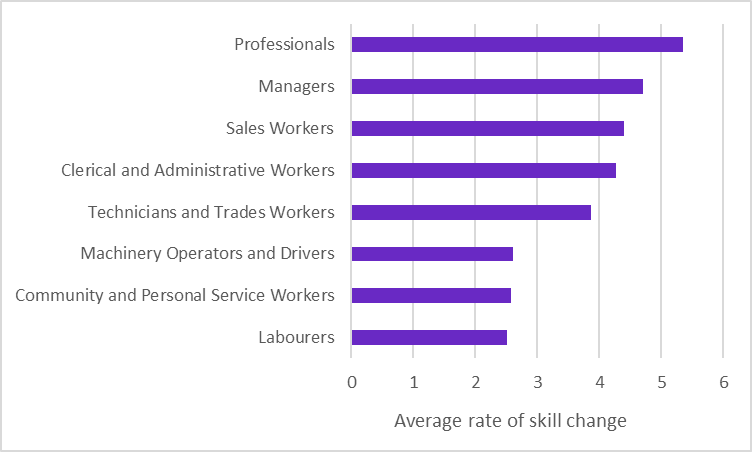 Professionals
Managers
Sales Workers
Clerical and Administrative Workers
Technicians and Trades Workers
Machinery Operators and Drivers
Community and Personal Service Workers
Labourers
0 1 2 3 4 5 6
Average rate of skill change